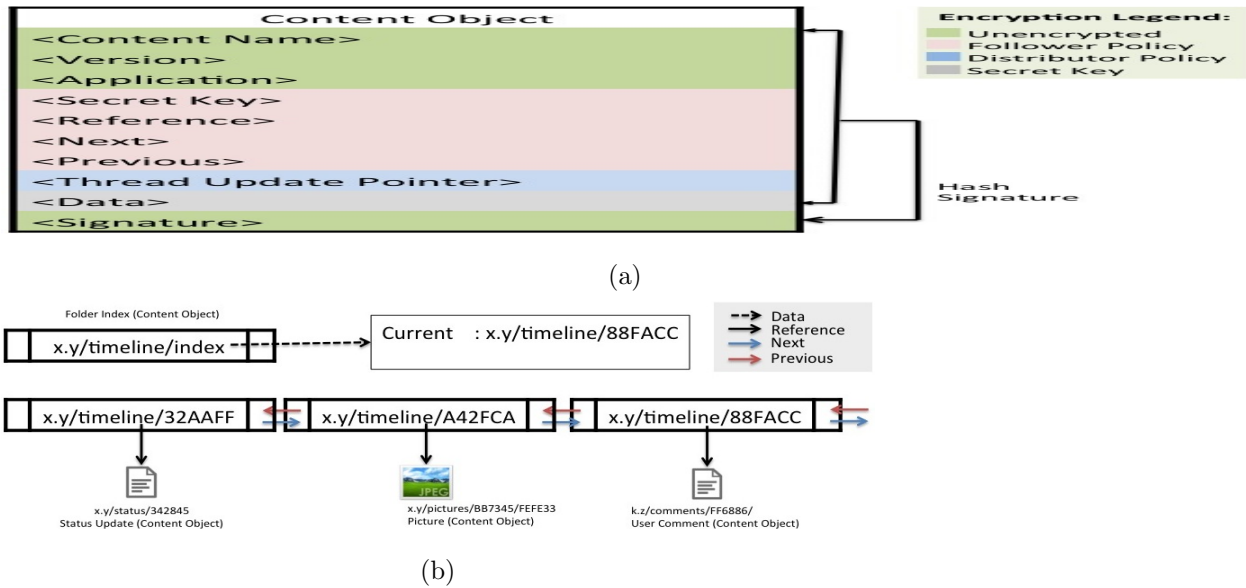 Content Object
<Content Name>
<Version>
<Application>
<Secret Key>
<Reference>
<Next>
<Previous>
<Thread Update Pointer>
<Data>
<Signature>
Encryption Legend:
Unencrypted
Follower Policy
Distributor Policy
Secret Key
Hash
Signature
(a)
Folder Index (Content Object)
x.y/timeline/index
Current : x.y/timeline/88FACC
Data
Reference
Next
Previous
x.y/timeline/32AAFF
x.y/timeline/A42FCA
x.y/timeline/88FACC
JPEG
x.y/status/342845
Status Update (Content Object)
x.y/pictures/BB7345/FEFE33
Picture (Content Object)
k.z/comments/FF6886/
User Comment (Content Object)
(b)